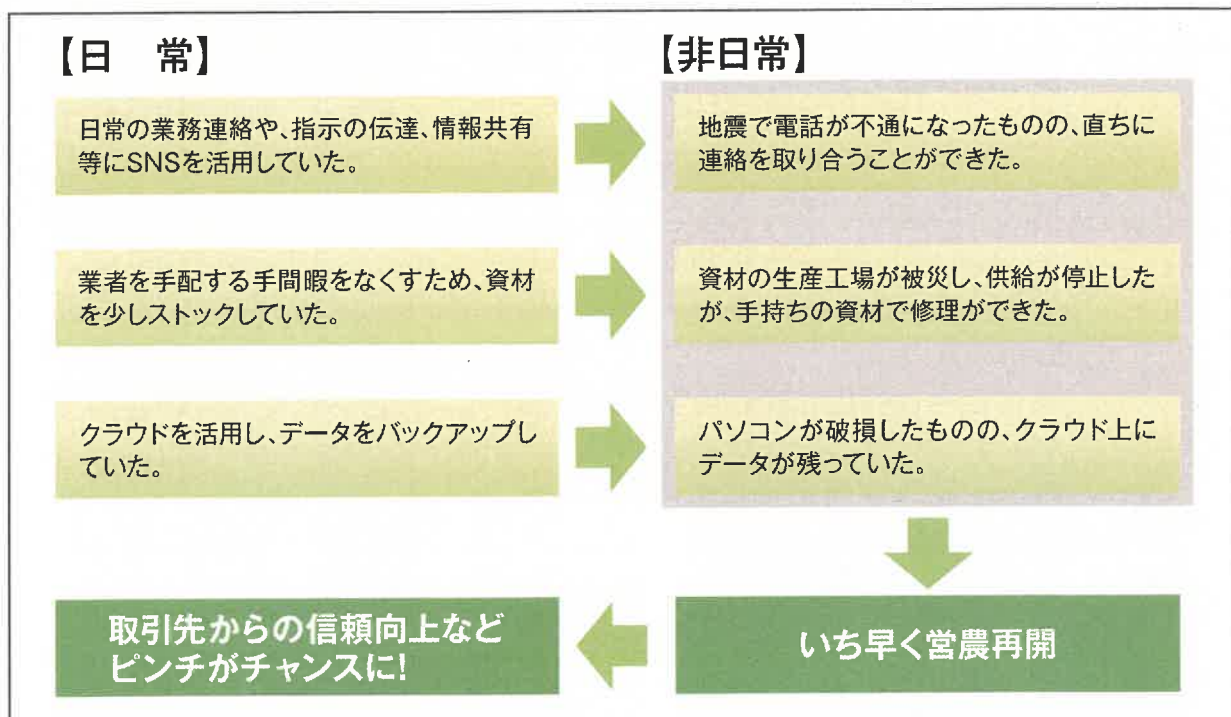 【日　常】
【非日常】
日常の業務連絡や、指示の伝達、情報共有
等にSNSを活用していた。
地震で電話が不通になったものの、直ちに
連絡を取り合うことができた。
業者を手配する手間暇をなくすため、資材
を少しストックしていた。
資材の生産工場が被災し、供給が停止した
が、手持ちの資材で修理ができた。
クラウドを活用し、データをバックアップし
ていた。
パソコンが破損したものの、クラウド上に
データが残っていた。
取引先からの信頼向上など
ピンチがチャンスに!
いち早く営農再開